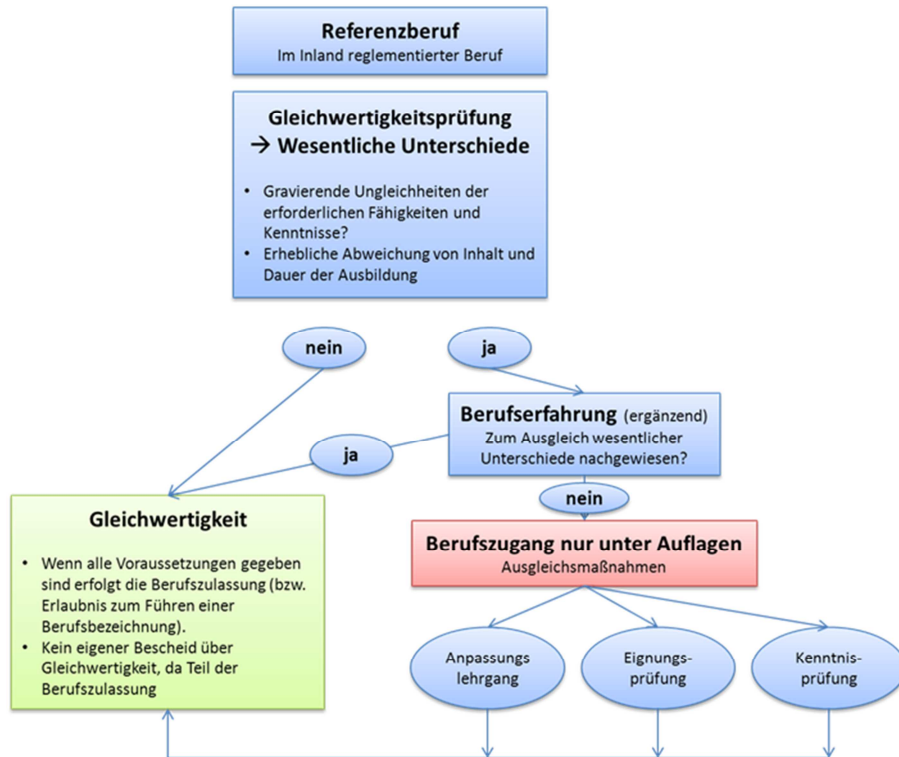 Referenzberuf
Im Inland reglementierter Beruf
Gleichwertigkeitsprüfung
→ Wesentliche Unterschiede
• Gravierende Ungleichheiten der
erforderlichen Fähigkeiten und
Kenntnisse?
• Erhebliche Abweichung von Inhalt und
Dauer der Ausbildung
nein
ja
Berufserfahrung (ergänzend)
Zum Ausgleich wesentlicher
Unterschiede nachgewiesen?
ja
nein
Gleichwertigkeit
• Wenn alle Voraussetzungen gegeben
sind erfolgt die Berufszulassung (bzw.
Erlaubnis zum Führen einer
Berufsbezeichnung).
• Kein eigener Bescheid über
Gleichwertigkeit, da Teil der
Berufszulassung
Berufszugang nur unter Auflagen
Ausgleichsmaßnahmen
Anpassungs
lehrgang
Eignungs-
prüfung
Kenntnis-
prüfung